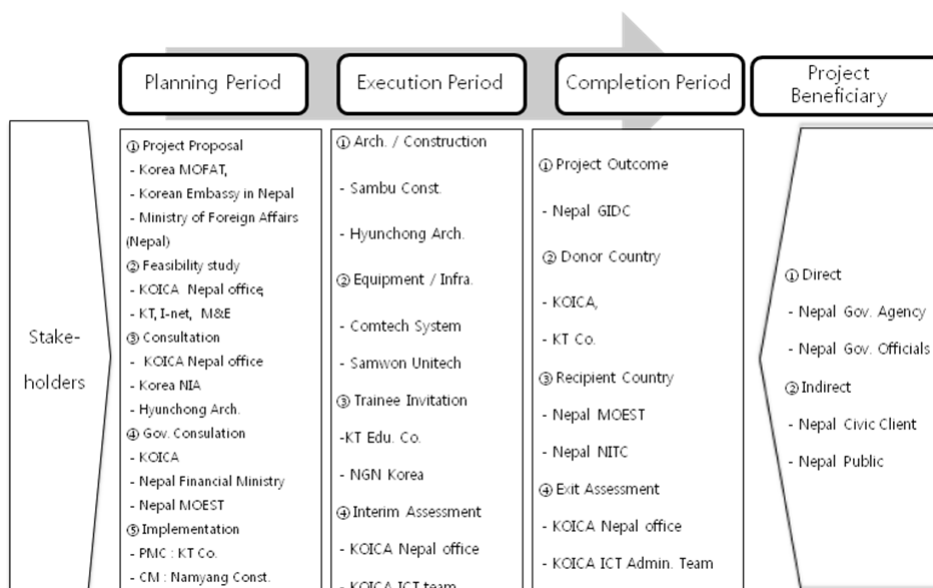 Planning Period
Execution Period
Completion Period
Project
Beneficiary
Stake-
holders
① Project Proposal
- Korea MOFAT,
- Korean Embassy in Nepal
- Ministry of Foreign Affairs
(Nepal)
② Feasibility study
- KOICA Nepal office,
- KT, I-net, M&E
③ Consultation
- KOICA Nepal office
- Korea NIA
- Hyunchong Arch.
④ Gov. Consulation
- KOICA
- Nepal Financial Ministry
- Nepal MOEST
⑤ Implementation
- PMC : KT Co.
- CM : Namyang Const.
① Arch. / Construction
- Sambu Const.
- Hyunchong Arch.
② Equipment / Infra.
- Comtech System
- Samwon Unitech
③ Trainee Invitation
-KT Edu. Co.
- NGN Korea
④ Interim Assessment
- KOICA Nepal office
- KOICA ICT team
① Project Outcome
- Nepal GIDC
② Donor Country
- KOICA,
- KT Co.
③ Recipient Country
- Nepal MOEST
- Nepal NITC
④ Exit Assessment
- KOICA Nepal office
- KOICA ICT Admin. Team
① Direct
- Nepal Gov. Agency
- Nepal Gov. Officials
② Indirect
- Nepal Civic Client
- Nepal Public